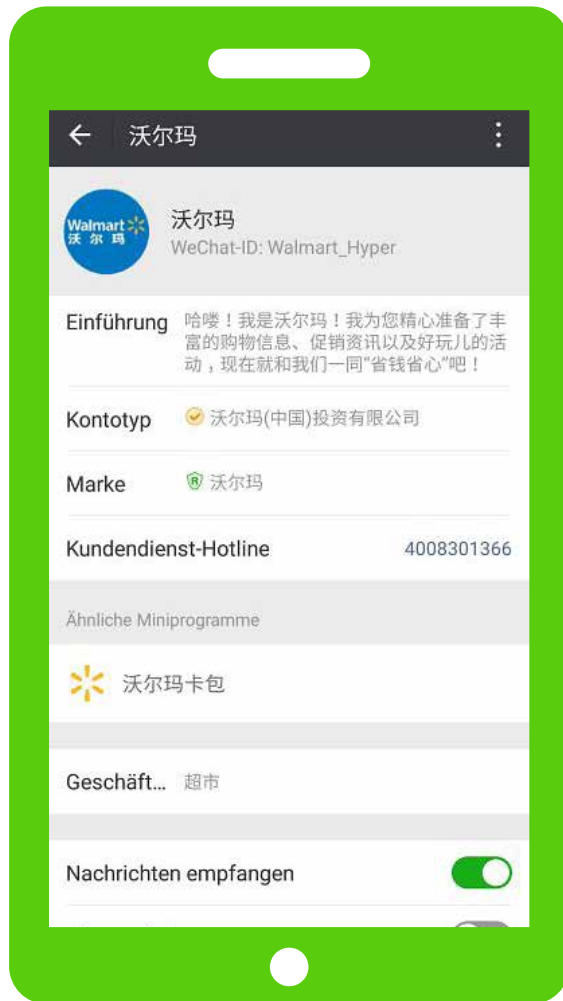 沃尔玛
Walmart
沃尔玛
沃尔玛
WeChat-ID: Walmart_Hyper
Einführung 哈喽！我是沃尔玛！我为您精心准备了丰
富的购物信息、促销资讯以及好玩儿的活
动，现在就和我们一同“省钱省心”吧！
Kontotyp 沃尔玛(中国)投资有限公司
Marke ® 沃尔玛
Kundendienst-Hotline 4008301366
Ähnliche Miniprogramme
沃尔玛卡包
Geschäft... 超市
Nachrichten empfangen